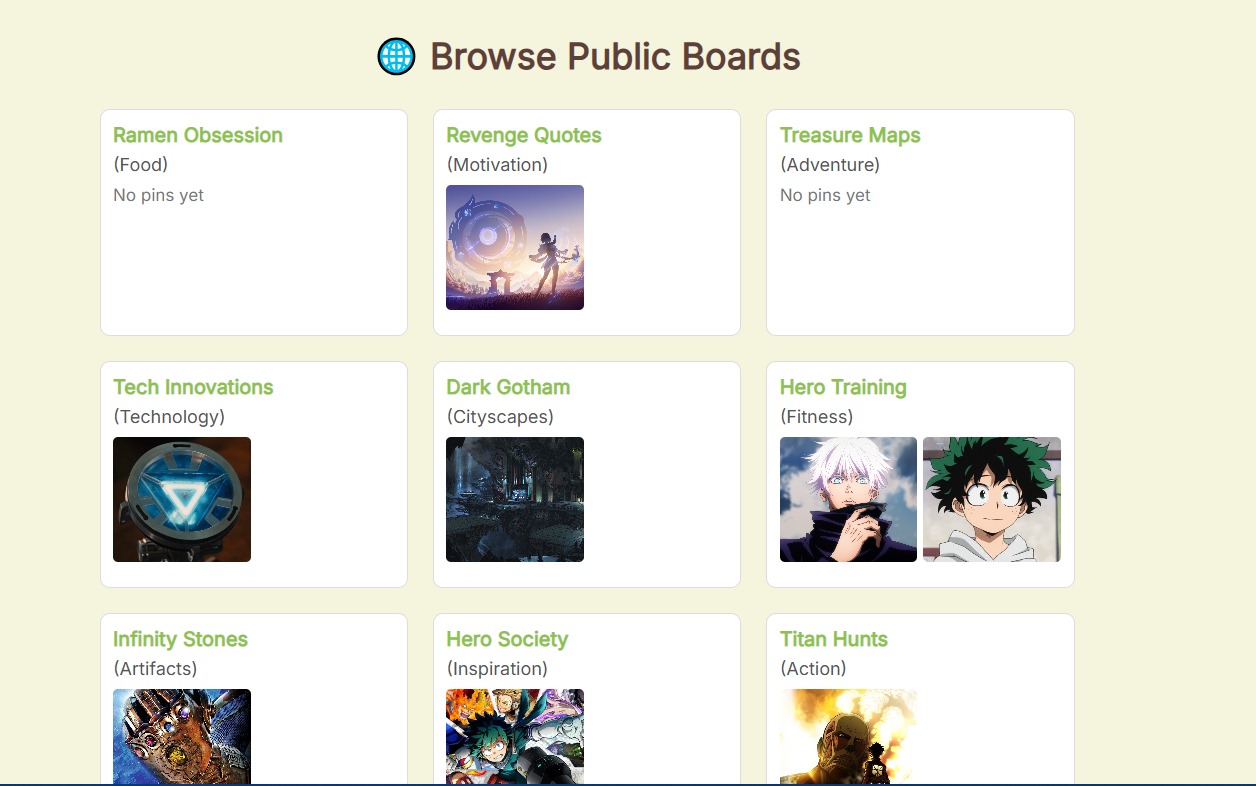 Browse Public Boards
Ramen Obsession
(Food)
No pins yet
Revenge Quotes
(Motivation)
Treasure Maps
(Adventure)
No pins yet
Tech Innovations
(Technology)
Dark Gotham
(Cityscapes)
Hero Training
(Fitness)
Infinity Stones
(Artifacts)
Hero Society
(Inspiration)
Titan Hunts
(Action)